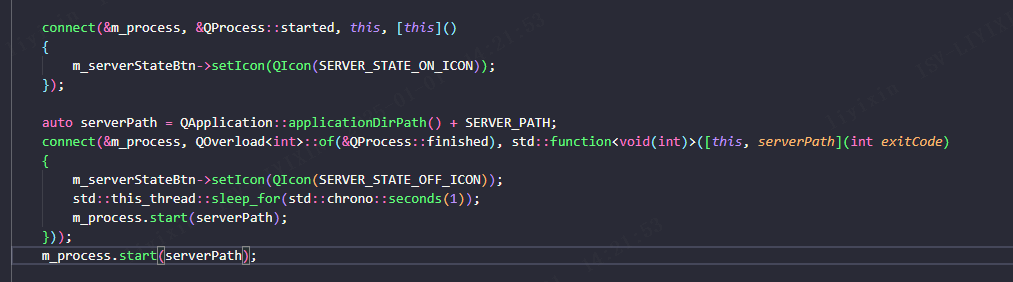 connect(&m_process, &QProcess::started, this, [this]()
{
    m_serverStateBtn->setIcon(QIcon(SERVER_STATE_ON_ICON));
});
auto serverPath = QApplication::applicationDirPath() + SERVER_PATH;
connect(&m_process, QOverload<int>::of(&QProcess::finished), std::function<void(int)>([this, serverPath](int exitCode)
{
    m_serverStateBtn->setIcon(QIcon(SERVER_STATE_OFF_ICON));
    std::this_thread::sleep_for(std::chrono::seconds(1));
    m_process.start(serverPath);
}));
m_process.start(serverPath);